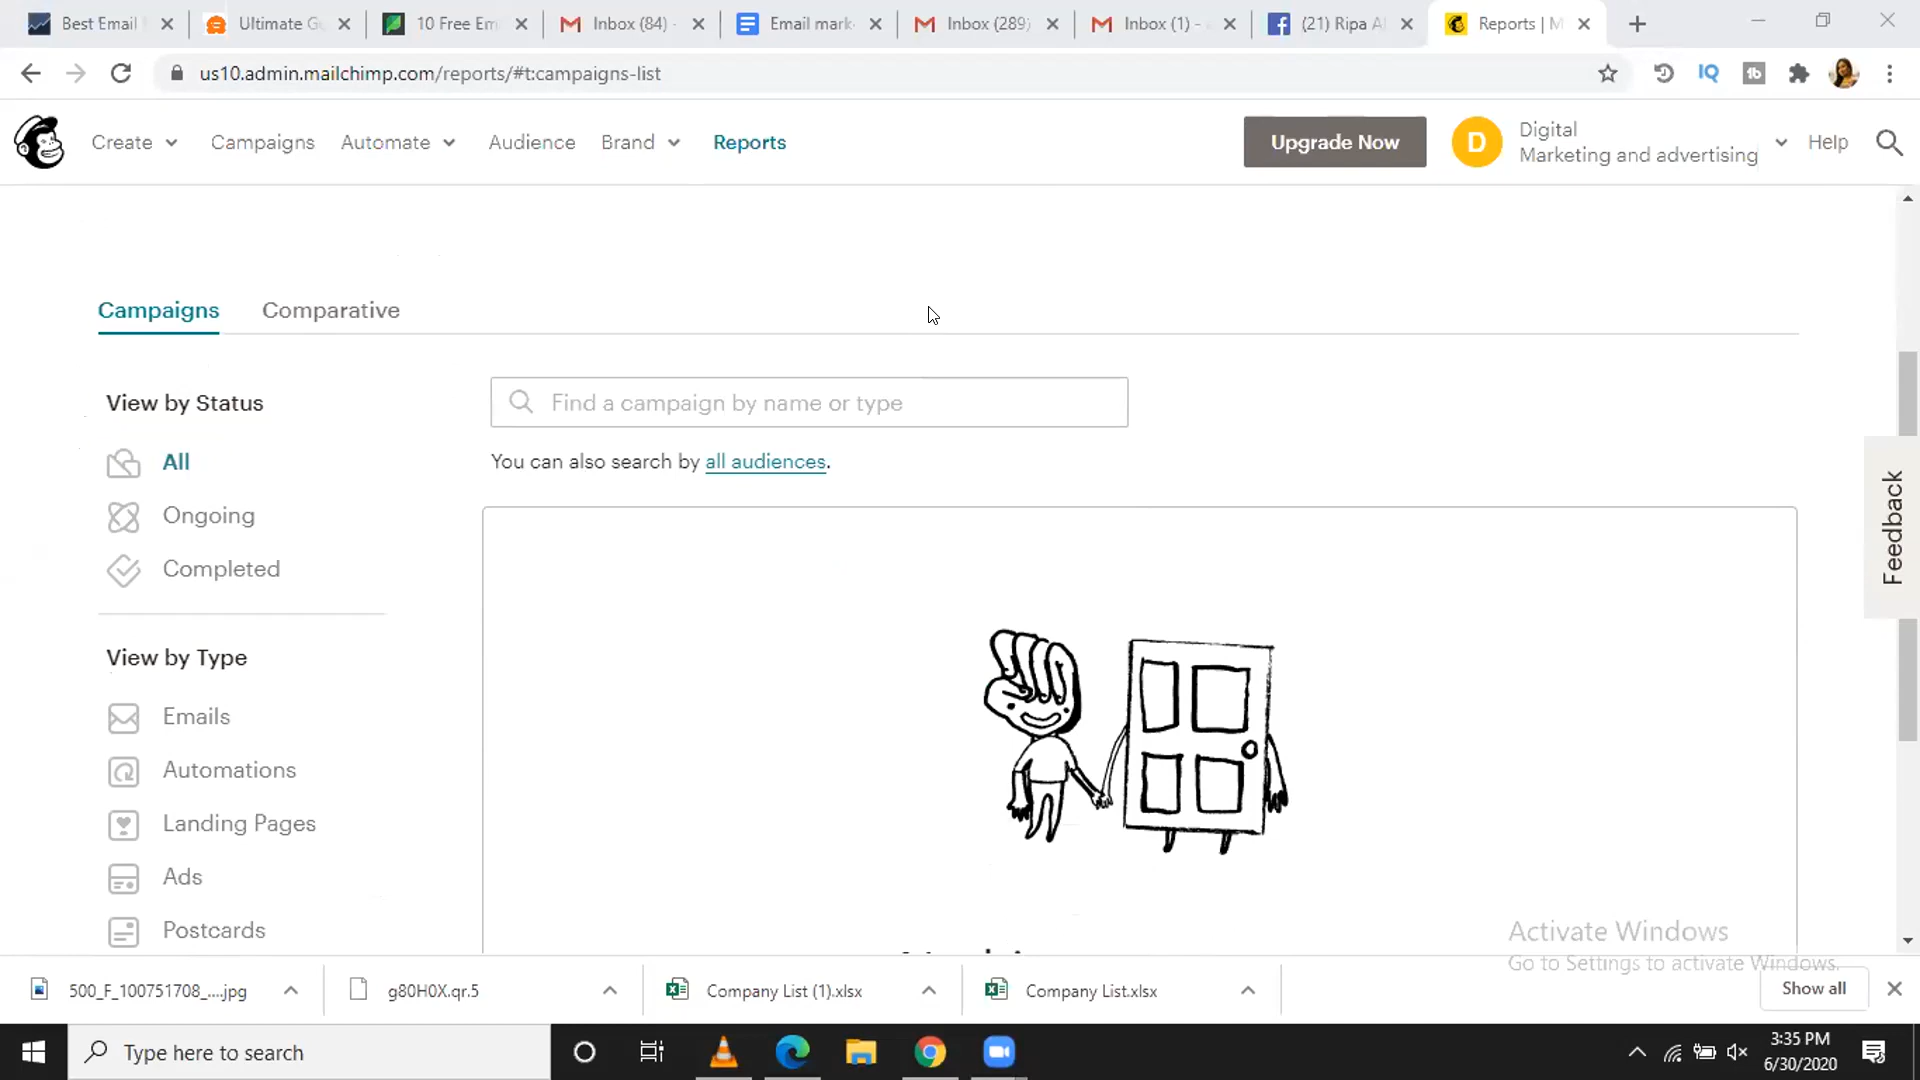 Best Email
Ultimate Gu
10 Free Em
Inbox (84) -
Email mark
Inbox (289)
Inbox (1) -
(21) Ripa A
Reports | M
us10.admin.mailchimp.com/reports/#t:campaigns-list
IQ
tb
Create
Campaigns
Automate
Audience
Brand
Reports
Upgrade Now
D
Digital
Marketing and advertising
Help
Campaigns
Comparative
View by Status
Find a campaign by name or type
All
You can also search by all audiences.
Ongoing
Completed
Feedback
View by Type
Emails
Automations
Landing Pages
Ads
Postcards
Activate Windows
Go to Settings to activate Windows.
500_F_100751708_....jpg
g80H0X.qr.5
Company List (1).xlsx
Company List.xlsx
Show all
Type here to search
3:35 PM
6/30/2020